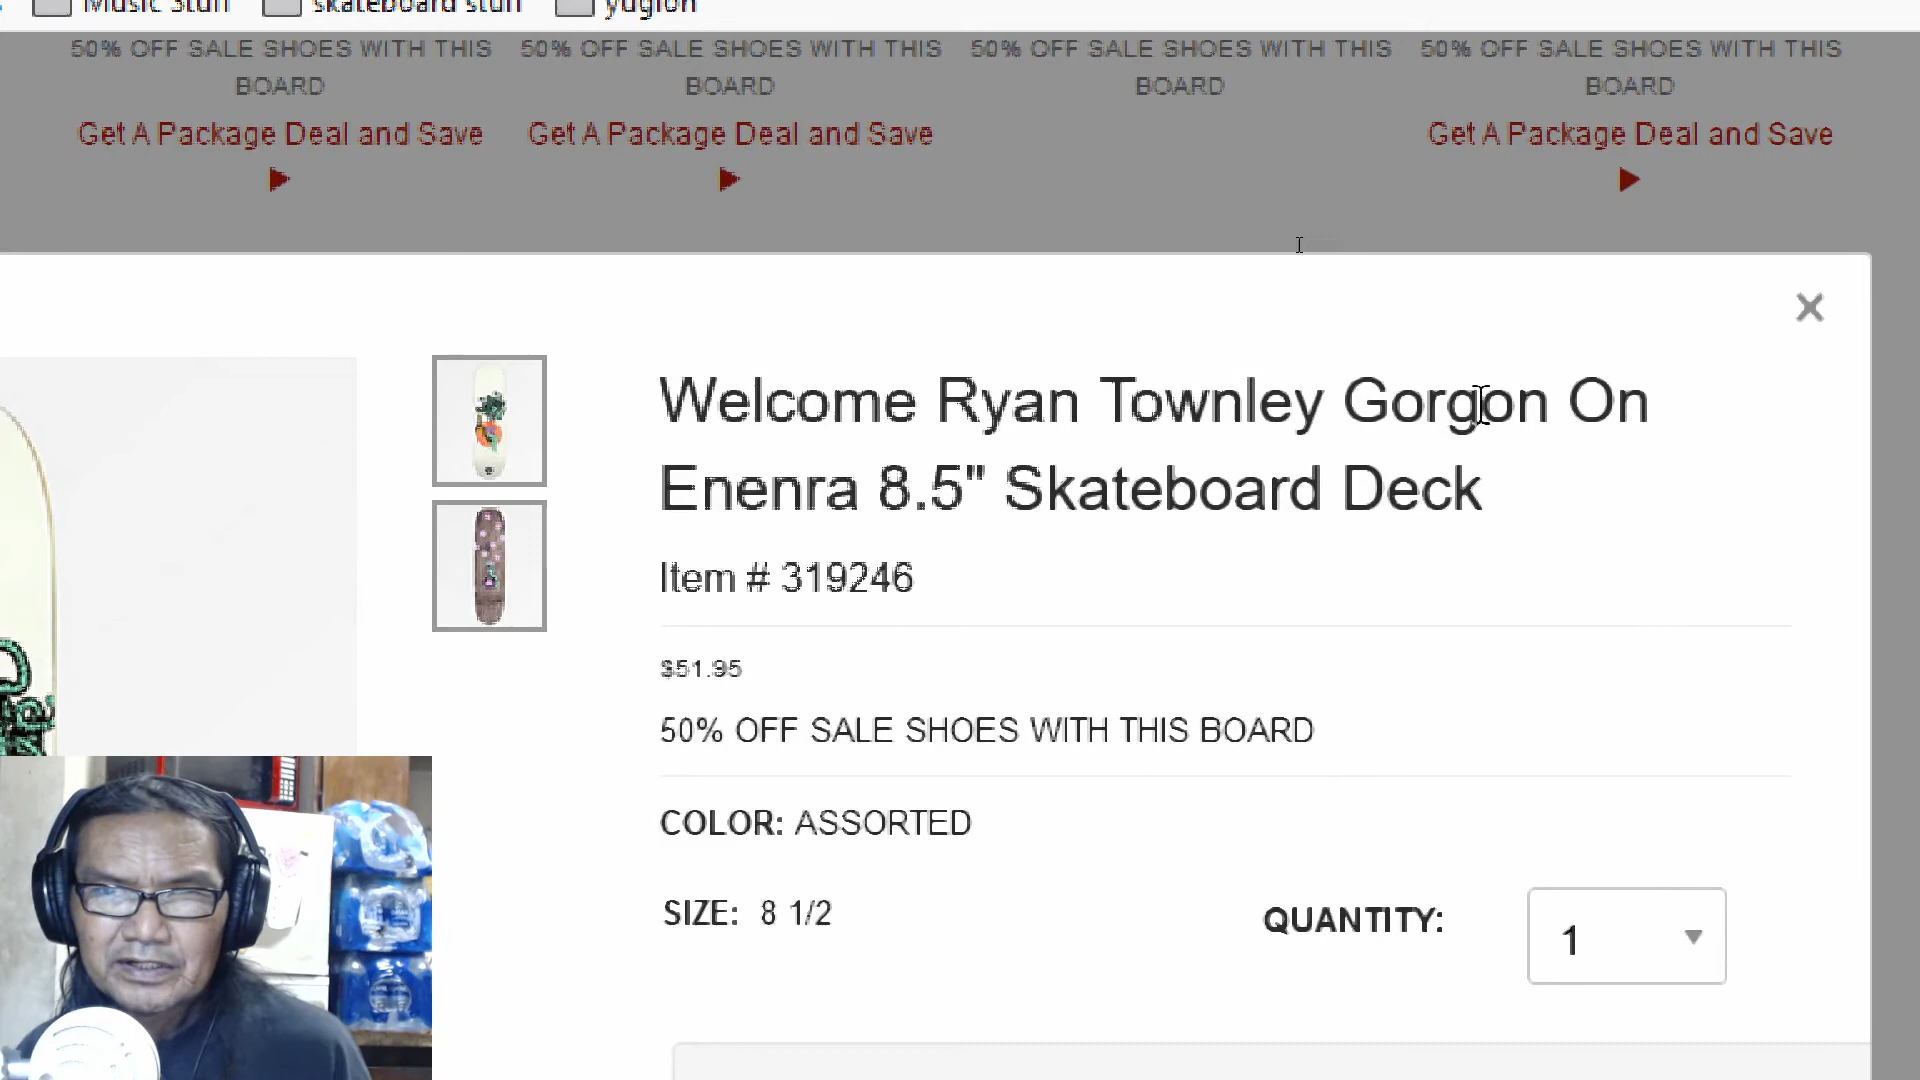 Music Stuff skateboard stuff yugioh
50% OFF SALE SHOES WITH THIS BOARD
Get A Package Deal and Save
50% OFF SALE SHOES WITH THIS BOARD
Get A Package Deal and Save
50% OFF SALE SHOES WITH THIS BOARD
50% OFF SALE SHOES WITH THIS BOARD
Get A Package Deal and Save
Welcome Ryan Townley Gorgon On
Enenra 8.5" Skateboard Deck
Item # 319246
$51.95
50% OFF SALE SHOES WITH THIS BOARD
COLOR: ASSORTED
SIZE: 8 1/2
QUANTITY:
1